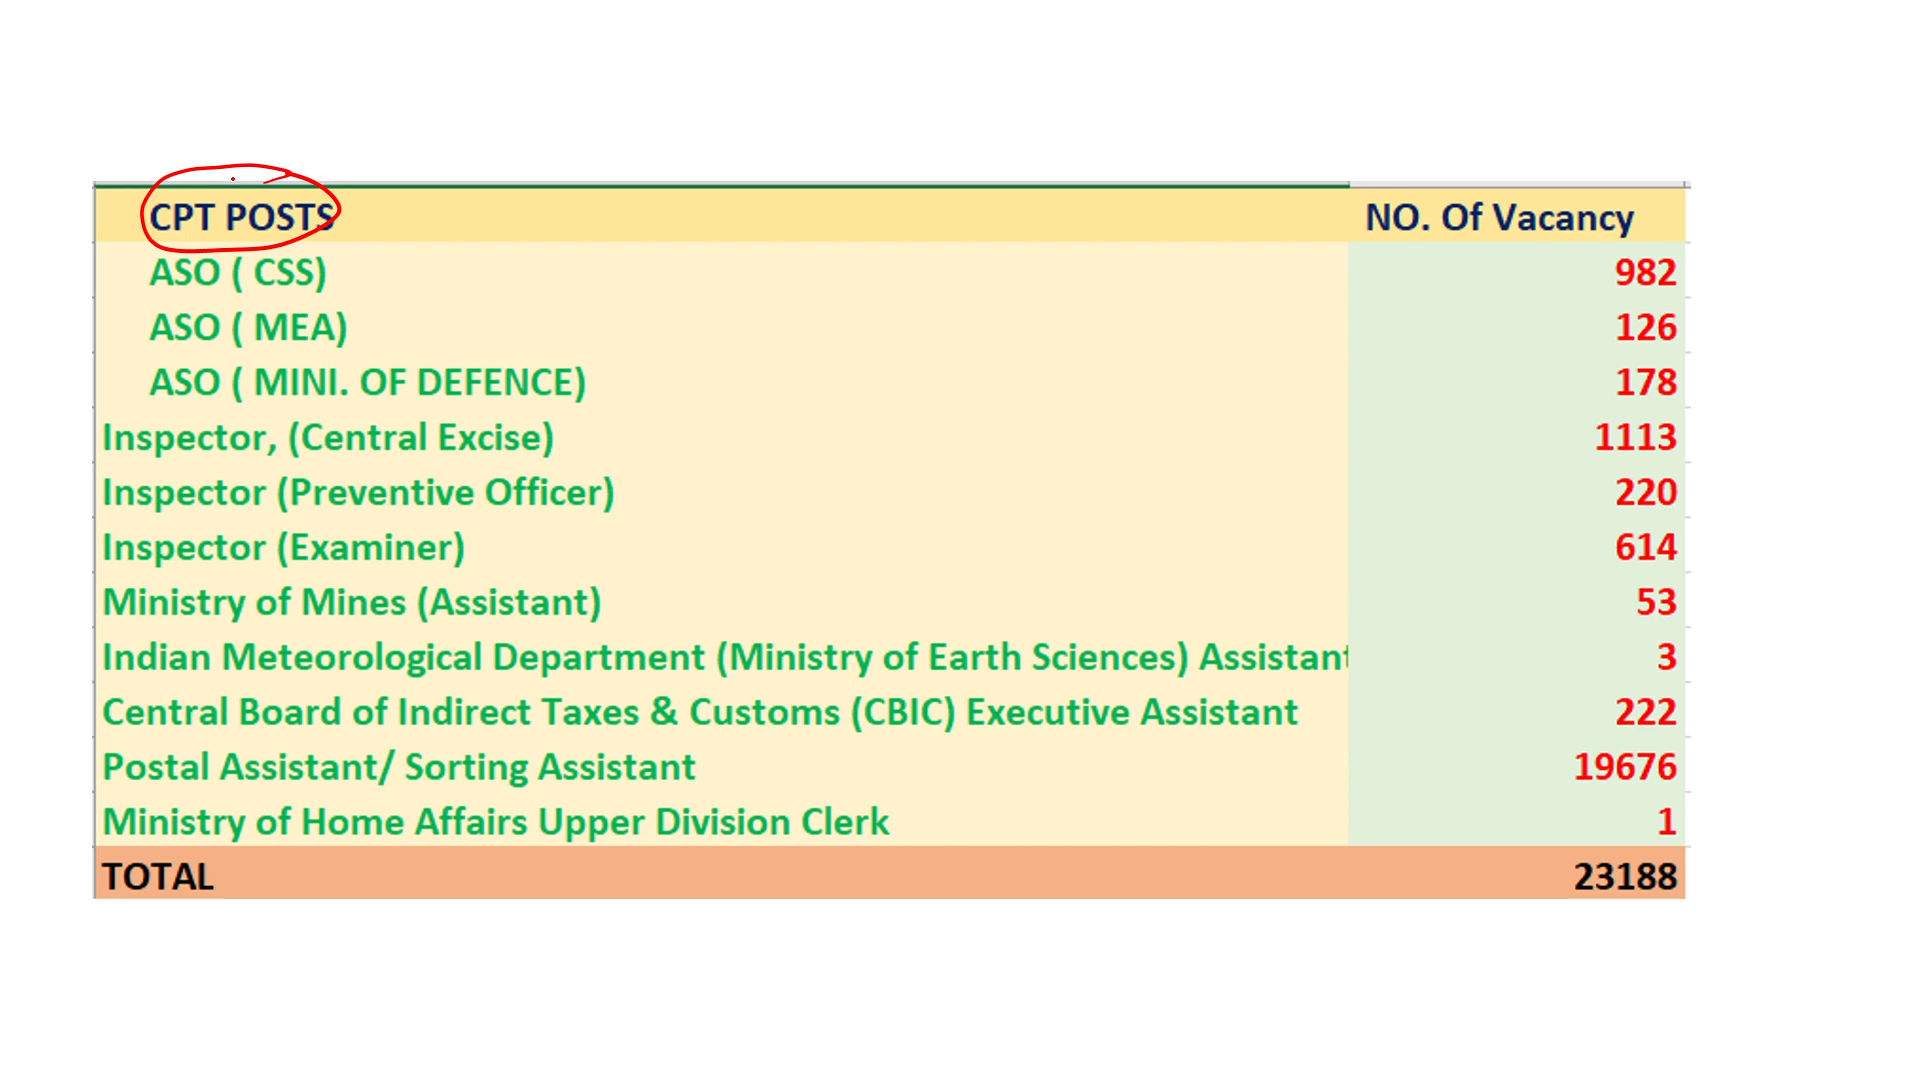 CPT POSTS NO. Of Vacancy
ASO ( CSS) 982
ASO ( MEA) 126
ASO ( MINI. OF DEFENCE) 178
Inspector, (Central Excise) 1113
Inspector (Preventive Officer) 220
Inspector (Examiner) 614
Ministry of Mines (Assistant) 53
Indian Meteorological Department (Ministry of Earth Sciences) Assistant 3
Central Board of Indirect Taxes & Customs (CBIC) Executive Assistant 222
Postal Assistant/ Sorting Assistant 19676
Ministry of Home Affairs Upper Division Clerk 1
TOTAL 23188